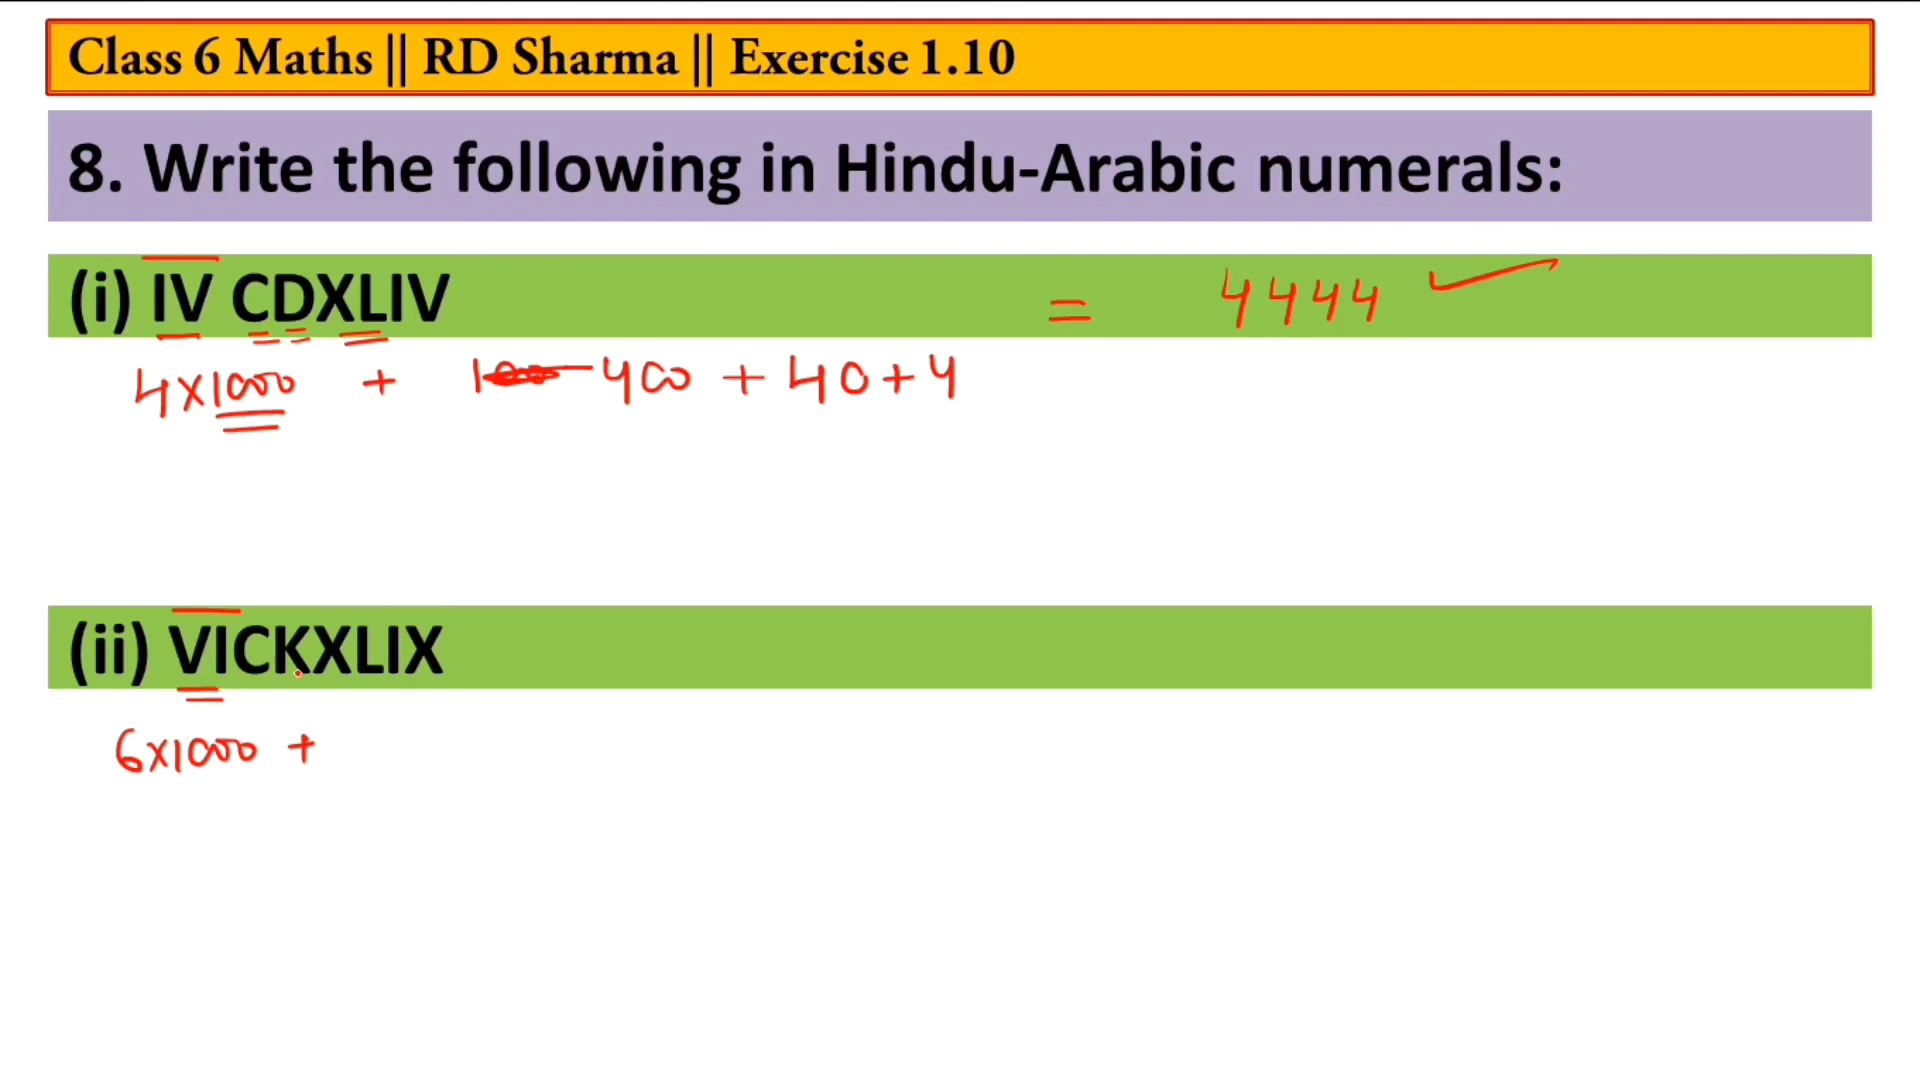 Class 6 Maths || RD Sharma || Exercise 1.10
8. Write the following in Hindu-Arabic numerals:
(i) IV CDXLIV = 4444
4×1000 + 400 + 40 + 4
(ii) VICKXLIX
6×1000 +